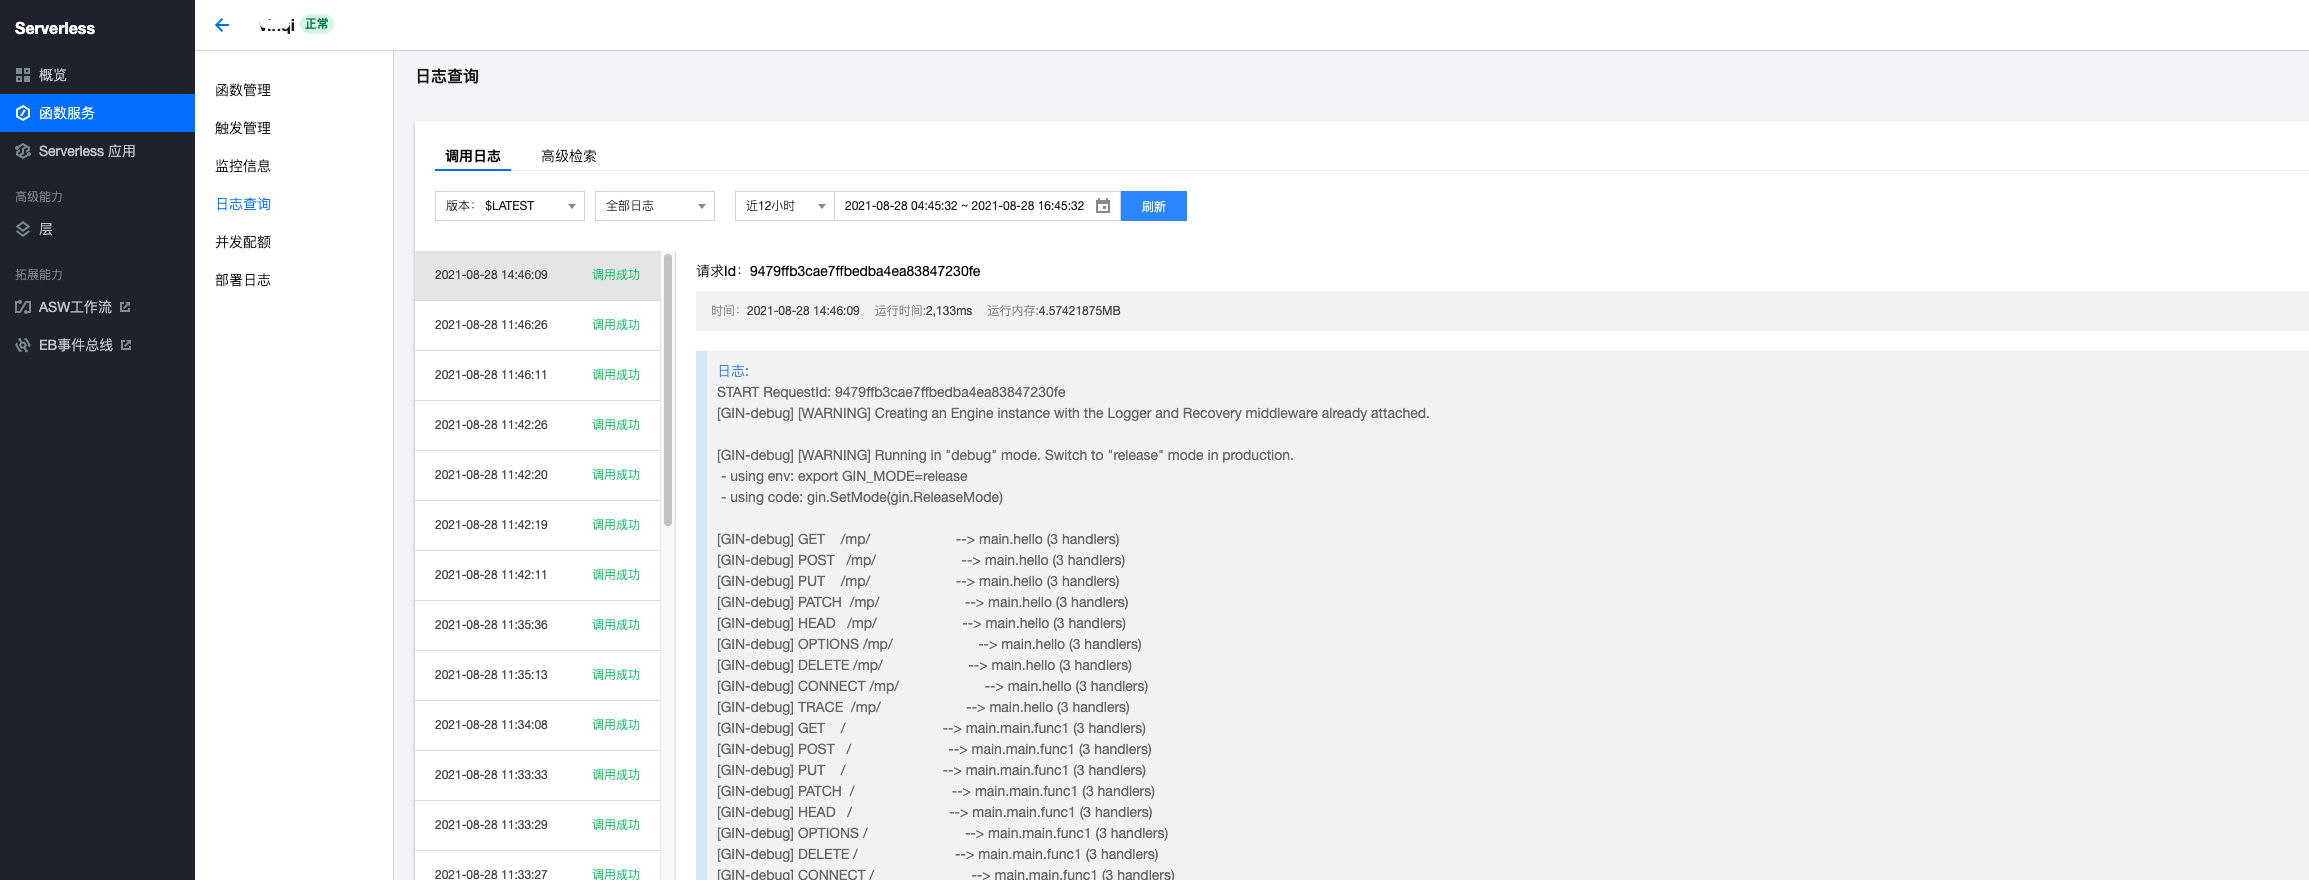 Serverless
概览
函数服务
Serverless 应用
高级能力
层
拓展能力
ASW工作流
EB事件总线
正常
函数管理
触发管理
监控信息
日志查询
并发配额
部署日志
日志查询
调用日志 高级检索
版本: $LATEST 全部日志 近12小时 2021-08-28 04:45:32 ~ 2021-08-28 16:45:32 刷新
2021-08-28 14:46:09 调用成功
2021-08-28 11:46:26 调用成功
2021-08-28 11:46:11 调用成功
2021-08-28 11:42:26 调用成功
2021-08-28 11:42:20 调用成功
2021-08-28 11:42:19 调用成功
2021-08-28 11:42:11 调用成功
2021-08-28 11:35:36 调用成功
2021-08-28 11:35:13 调用成功
2021-08-28 11:34:08 调用成功
2021-08-28 11:33:33 调用成功
2021-08-28 11:33:29 调用成功
2021-08-28 11:33:27 调用成功
请求Id: 9479ffb3cae7ffbedba4ea83847230fe
时间: 2021-08-28 14:46:09 运行时间:2,133ms 运行内存:4.57421875MB
日志:
START RequestId: 9479ffb3cae7ffbedba4ea83847230fe
[GIN-debug] [WARNING] Creating an Engine instance with the Logger and Recovery middleware already attached.
[GIN-debug] [WARNING] Running in "debug" mode. Switch to "release" mode in production.
- using env: export GIN_MODE=release
- using code: gin.SetMode(gin.ReleaseMode)
[GIN-debug] GET /mp/ --> main.hello (3 handlers)
[GIN-debug] POST /mp/ --> main.hello (3 handlers)
[GIN-debug] PUT /mp/ --> main.hello (3 handlers)
[GIN-debug] PATCH /mp/ --> main.hello (3 handlers)
[GIN-debug] HEAD /mp/ --> main.hello (3 handlers)
[GIN-debug] OPTIONS /mp/ --> main.hello (3 handlers)
[GIN-debug] DELETE /mp/ --> main.hello (3 handlers)
[GIN-debug] CONNECT /mp/ --> main.hello (3 handlers)
[GIN-debug] TRACE /mp/ --> main.hello (3 handlers)
[GIN-debug] GET / --> main.main.func1 (3 handlers)
[GIN-debug] POST / --> main.main.func1 (3 handlers)
[GIN-debug] PUT / --> main.main.func1 (3 handlers)
[GIN-debug] PATCH / --> main.main.func1 (3 handlers)
[GIN-debug] HEAD / --> main.main.func1 (3 handlers)
[GIN-debug] OPTIONS / --> main.main.func1 (3 handlers)
[GIN-debug] DELETE / --> main.main.func1 (3 handlers)
[GIN-debug] CONNECT / --> main.main.func1 (3 handlers)